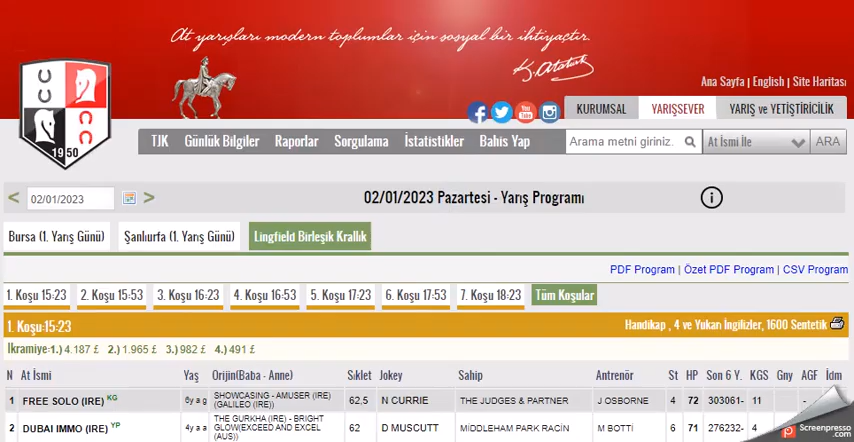 At yarışları modern toplumlar için sosyal bir ihtiyaçtır.
K. Atatürk
1950
Ana Sayfa | English | Site Haritası
KURUMSAL YARIŞSEVER YARIŞ ve YETİŞTİRİCİLİK
TJK Günlük Bilgiler Raporlar Sorgulama İstatistikler Bahis Yap Arama metni giriniz. At İsmi İle ARA
< 02/01/2023 > 02/01/2023 Pazartesi - Yarış Programı
Bursa (1. Yarış Günü) Şanlıurfa (1. Yarış Günü) Lingfield Birleşik Krallık
PDF Program | Özet PDF Program | CSV Program
1. Koşu 15:23 2. Koşu 15:53 3. Koşu 16:23 4. Koşu 16:53 5. Koşu 17:23 6. Koşu 17:53 7. Koşu 18:23 Tüm Koşular
1. Koşu:15:23 Handikap , 4 ve Yukarı İngilizler, 1600 Sentetik
İkramiye:1.) 4.187 £ 2.) 1.965 £ 3.) 982 £ 4.) 491 £
N At İsmi Yaş Orijin(Baba - Anne) Sıklet Jokey Sahip Antrenör St HP Son 6 Y. KGS Gny AGF İdm
1 FREE SOLO (IRE) KG 6y a g SHOWCASING - AMUSER (IRE) (GALILEO (IRE)) 62,5 N CURRIE THE JUDGES & PARTNER J OSBORNE 4 72 303061- 11 -
2 DUBAI IMMO (IRE) YP 4y a a THE GURKHA (IRE) - BRIGHT GLOW(EXCEED AND EXCEL (AUS)) 62 D MUSCUTT MİDDLEHAM PARK RACİN M BOTTİ 6 71 276232- 4
Screenpresso.com